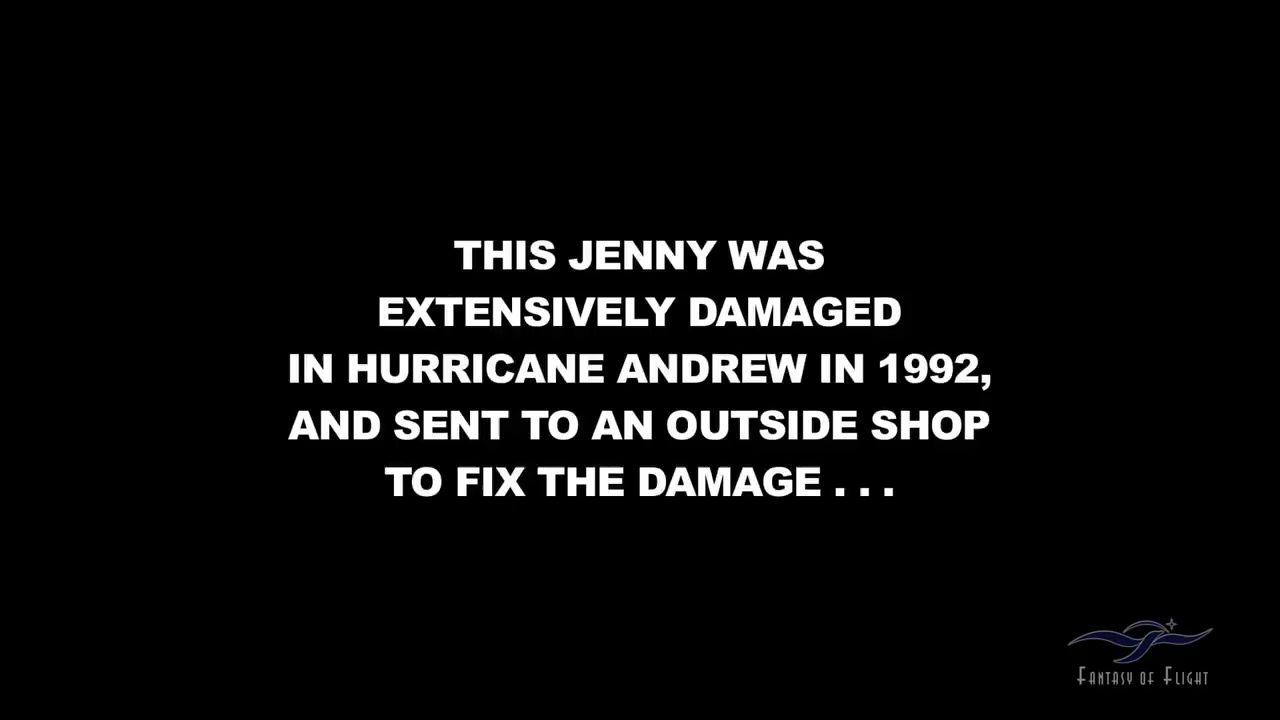 THIS JENNY WAS
EXTENSIVELY DAMAGED
IN HURRICANE ANDREW IN 1992,
AND SENT TO AN OUTSIDE SHOP
TO FIX THE DAMAGE . . .
FANTASY OF FLIGHT